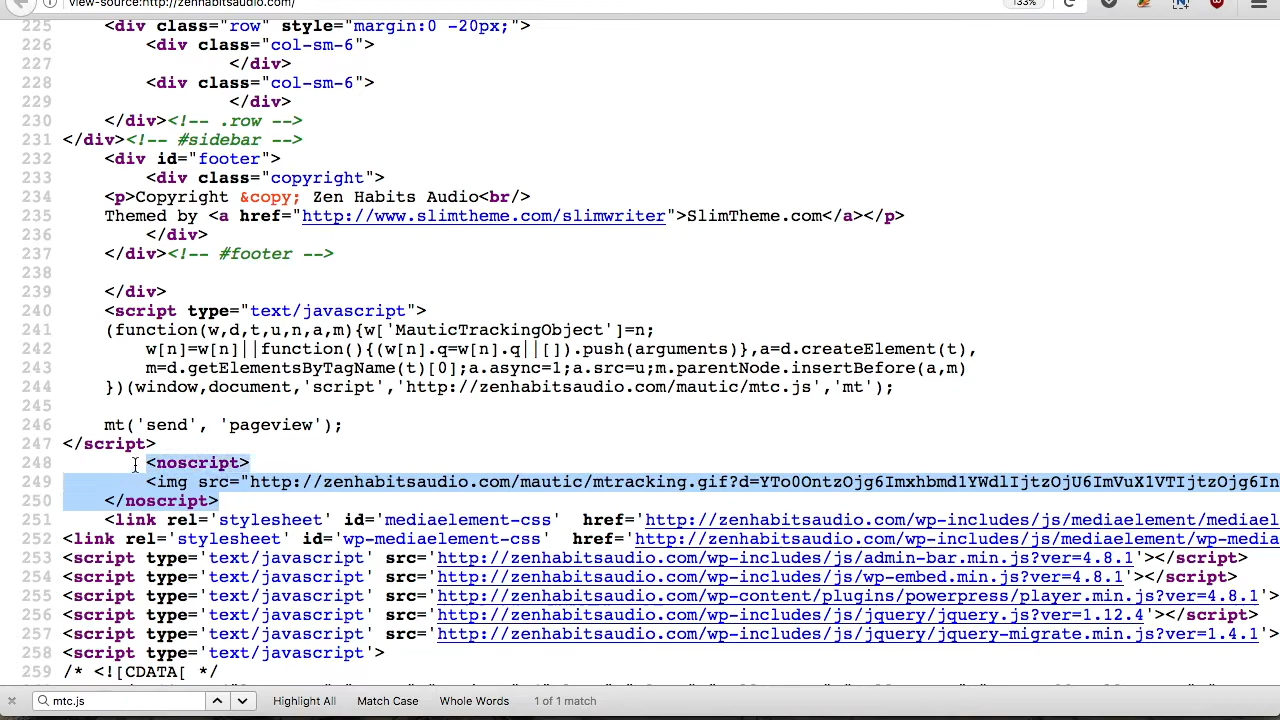 view-source:http://zenhabitsaudio.com/
133%
225 <div class="row" style="margin:0 -20px;">
226 <div class="col-sm-6">
227 </div>
228 <div class="col-sm-6">
229 </div>
230 </div><!-- .row -->
231 </div><!-- #sidebar -->
232 <div id="footer">
233 <div class="copyright">
234 <p>Copyright &copy; Zen Habits Audio<br/>
235 Themed by <a href="http://www.slimtheme.com/slimwriter">SlimTheme.com</a></p>
236 </div>
237 </div><!-- #footer -->
238
239 </div>
240 <script type="text/javascript">
241 (function(w,d,t,u,n,a,m){w['MauticTrackingObject']=n;
242 w[n]=w[n]||function(){(w[n].q=w[n].q||[]).push(arguments)},a=d.createElement(t),
243 m=d.getElementsByTagName(t)[0];a.async=1;a.src=u;m.parentNode.insertBefore(a,m)
244 })(window,document,'script','http://zenhabitsaudio.com/mautic/mtc.js','mt');
245
246 mt('send', 'pageview');
247 </script>
248 <noscript>
249 <img src="http://zenhabitsaudio.com/mautic/mtracking.gif?d=YTo0OntzOjg6Imxhbmd1YWdlIjtzOjU6ImVuX1VTIjtzOjg6In
250 </noscript>
251 <link rel='stylesheet' id='mediaelement-css' href='http://zenhabitsaudio.com/wp-includes/js/mediaelement/mediael
252 <link rel='stylesheet' id='wp-mediaelement-css' href='http://zenhabitsaudio.com/wp-includes/js/mediaelement/wp-media
253 <script type='text/javascript' src='http://zenhabitsaudio.com/wp-includes/js/admin-bar.min.js?ver=4.8.1'></script>
254 <script type='text/javascript' src='http://zenhabitsaudio.com/wp-includes/js/wp-embed.min.js?ver=4.8.1'></script>
255 <script type='text/javascript' src='http://zenhabitsaudio.com/wp-content/plugins/powerpress/player.min.js?ver=4.8.1'>
256 <script type='text/javascript' src='http://zenhabitsaudio.com/wp-includes/js/jquery/jquery.js?ver=1.12.4'></script>
257 <script type='text/javascript' src='http://zenhabitsaudio.com/wp-includes/js/jquery/jquery-migrate.min.js?ver=1.4.1'>
258 <script type='text/javascript'>
259 /* <![CDATA[ */
mtc.js Highlight All Match Case Whole Words 1 of 1 match